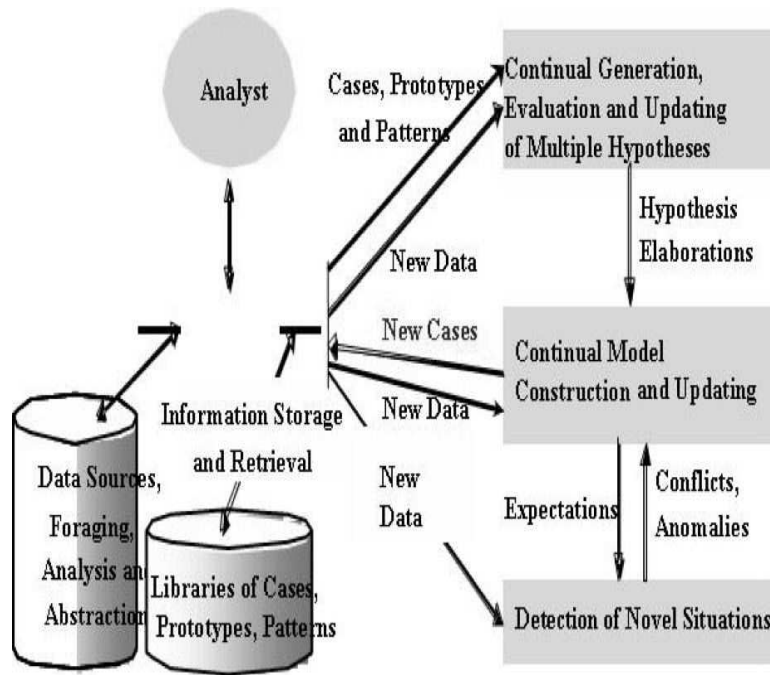 Analyst
Cases, Prototypes
and Patterns
Continual Generation,
Evaluation and Updating
of Multiple Hypotheses
Hypothesis
Elaborations
New Data
New Cases
Continual Model
Construction and Updating
New Data
Information Storage
and Retrieval
Data Sources,
Foraging,
Analysis and
Abstraction
Libraries of Cases,
Prototypes, Patterns
New
Data
Expectations
Conflicts,
Anomalies
Detection of Novel Situations